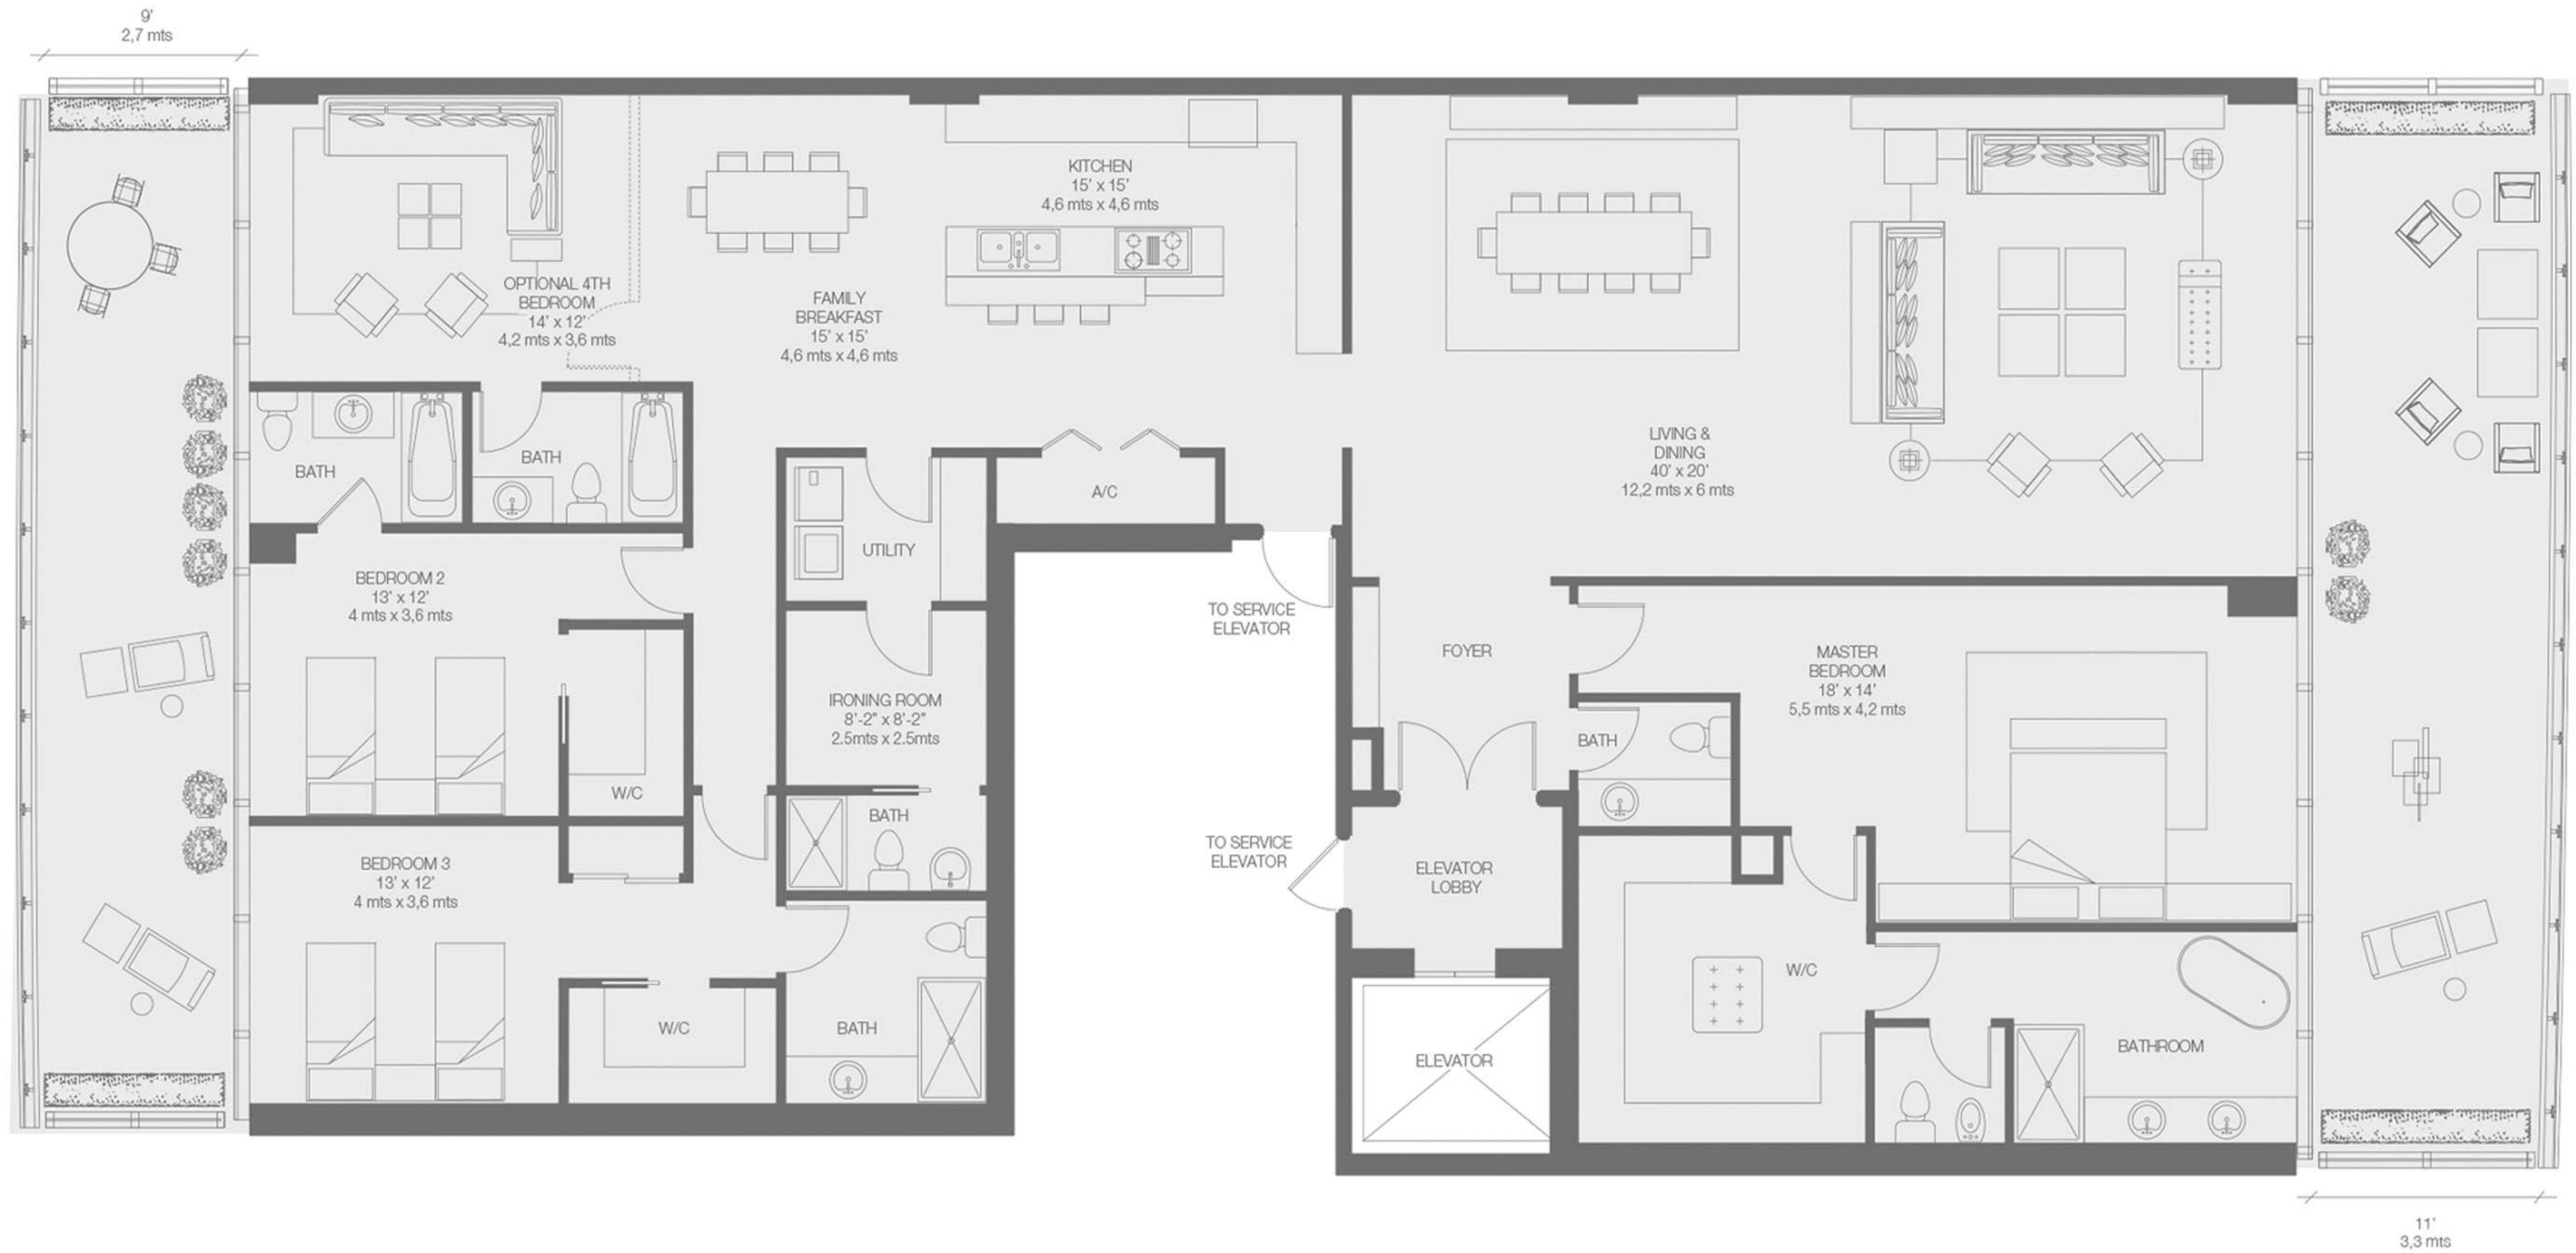 9'
2,7 mts
KITCHEN
15' x 15'
4,6 mts x 4,6 mts
OPTIONAL 4TH
BEDROOM
14' x 12'
4,2 mts x 3,6 mts
FAMILY
BREAKFAST
15' x 15'
4,6 mts x 4,6 mts
LIVING &
DINING
40' x 20'
12,2 mts x 6 mts
BATH
BATH
A/C
UTILITY
BEDROOM 2
13' x 12'
4 mts x 3,6 mts
TO SERVICE
ELEVATOR
FOYER
MASTER
BEDROOM
18' x 14'
5,5 mts x 4,2 mts
IRONING ROOM
8'-2" x 8'-2"
2.5mts x 2.5mts
BATH
W/C
BATH
TO SERVICE
ELEVATOR
ELEVATOR
LOBBY
BEDROOM 3
13' x 12'
4 mts x 3,6 mts
W/C
W/C
BATH
ELEVATOR
BATHROOM
11'
3,3 mts